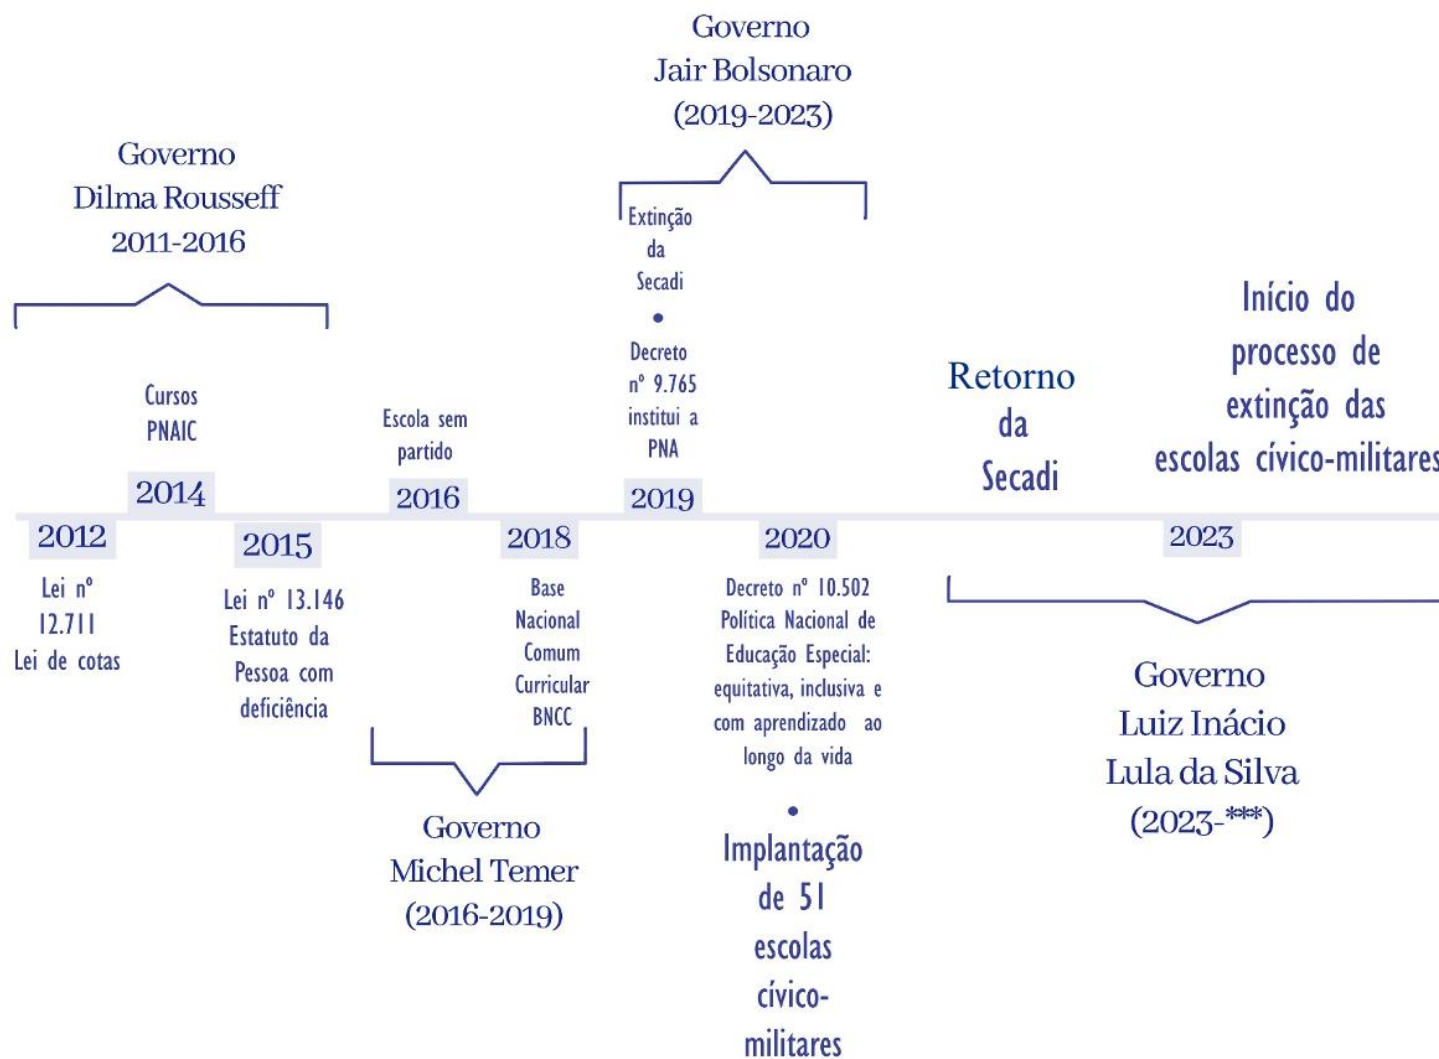 Governo
Jair Bolsonaro
(2019-2023)
Governo
Dilma Rousseff
2011-2016
Extinção
da
Secadi
•
Decreto
nº 9.765
institui a
PNA
Início do
processo de
extinção das
escolas cívico-militares
Retorno
da
Secadi
Cursos
PNAIC
Escola sem
partido
2014
2016
2019
2012
2015
2018
2020
2023
Lei nº
12.711
Lei de cotas
Lei nº 13.146
Estatuto da
Pessoa com
deficiência
Base
Nacional
Comum
Curricular
BNCC
Decreto nº 10.502
Política Nacional de
Educação Especial:
equitativa, inclusiva e
com aprendizado ao
longo da vida
•
Implantação
de 51
escolas
cívico-
militares
Governo
Michel Temer
(2016-2019)
Governo
Luiz Inácio
Lula da Silva
(2023-***)